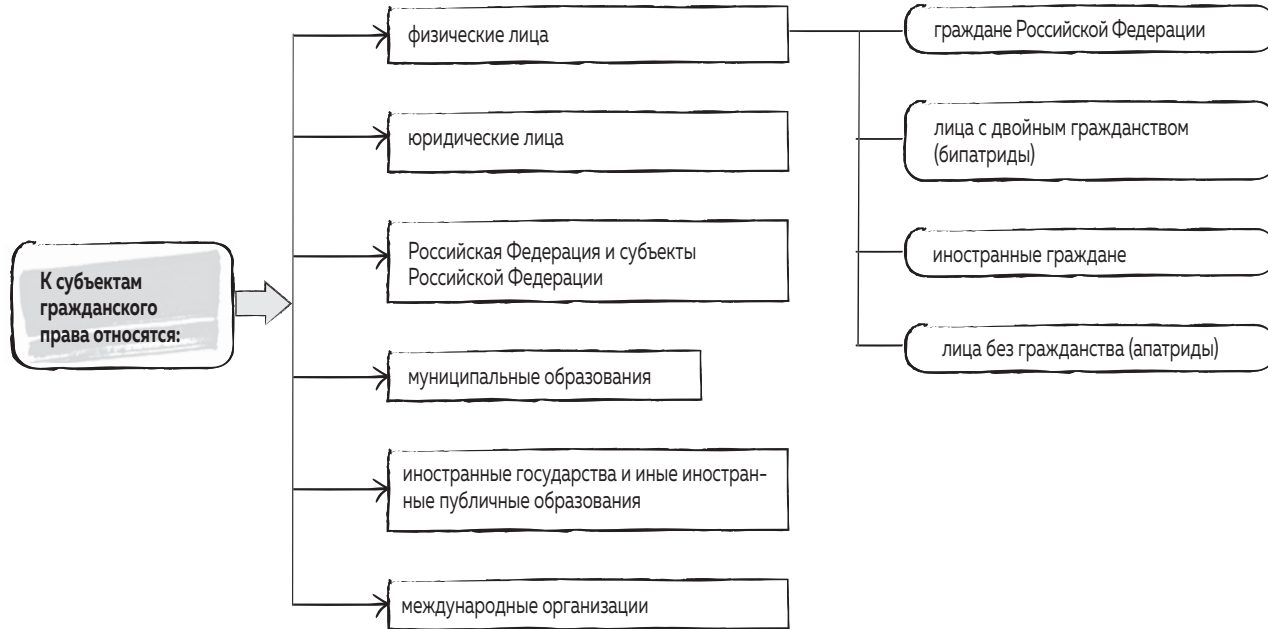 К субъектам
гражданского
права относятся:
физические лица
юридические лица
Российская Федерация и субъекты
Российской Федерации
муниципальные образования
иностранные государства и иные иностран-
ные публичные образования
международные организации
граждане Российской Федерации
лица с двойным гражданством
(бипатриды)
иностранные граждане
лица без гражданства (апатриды)